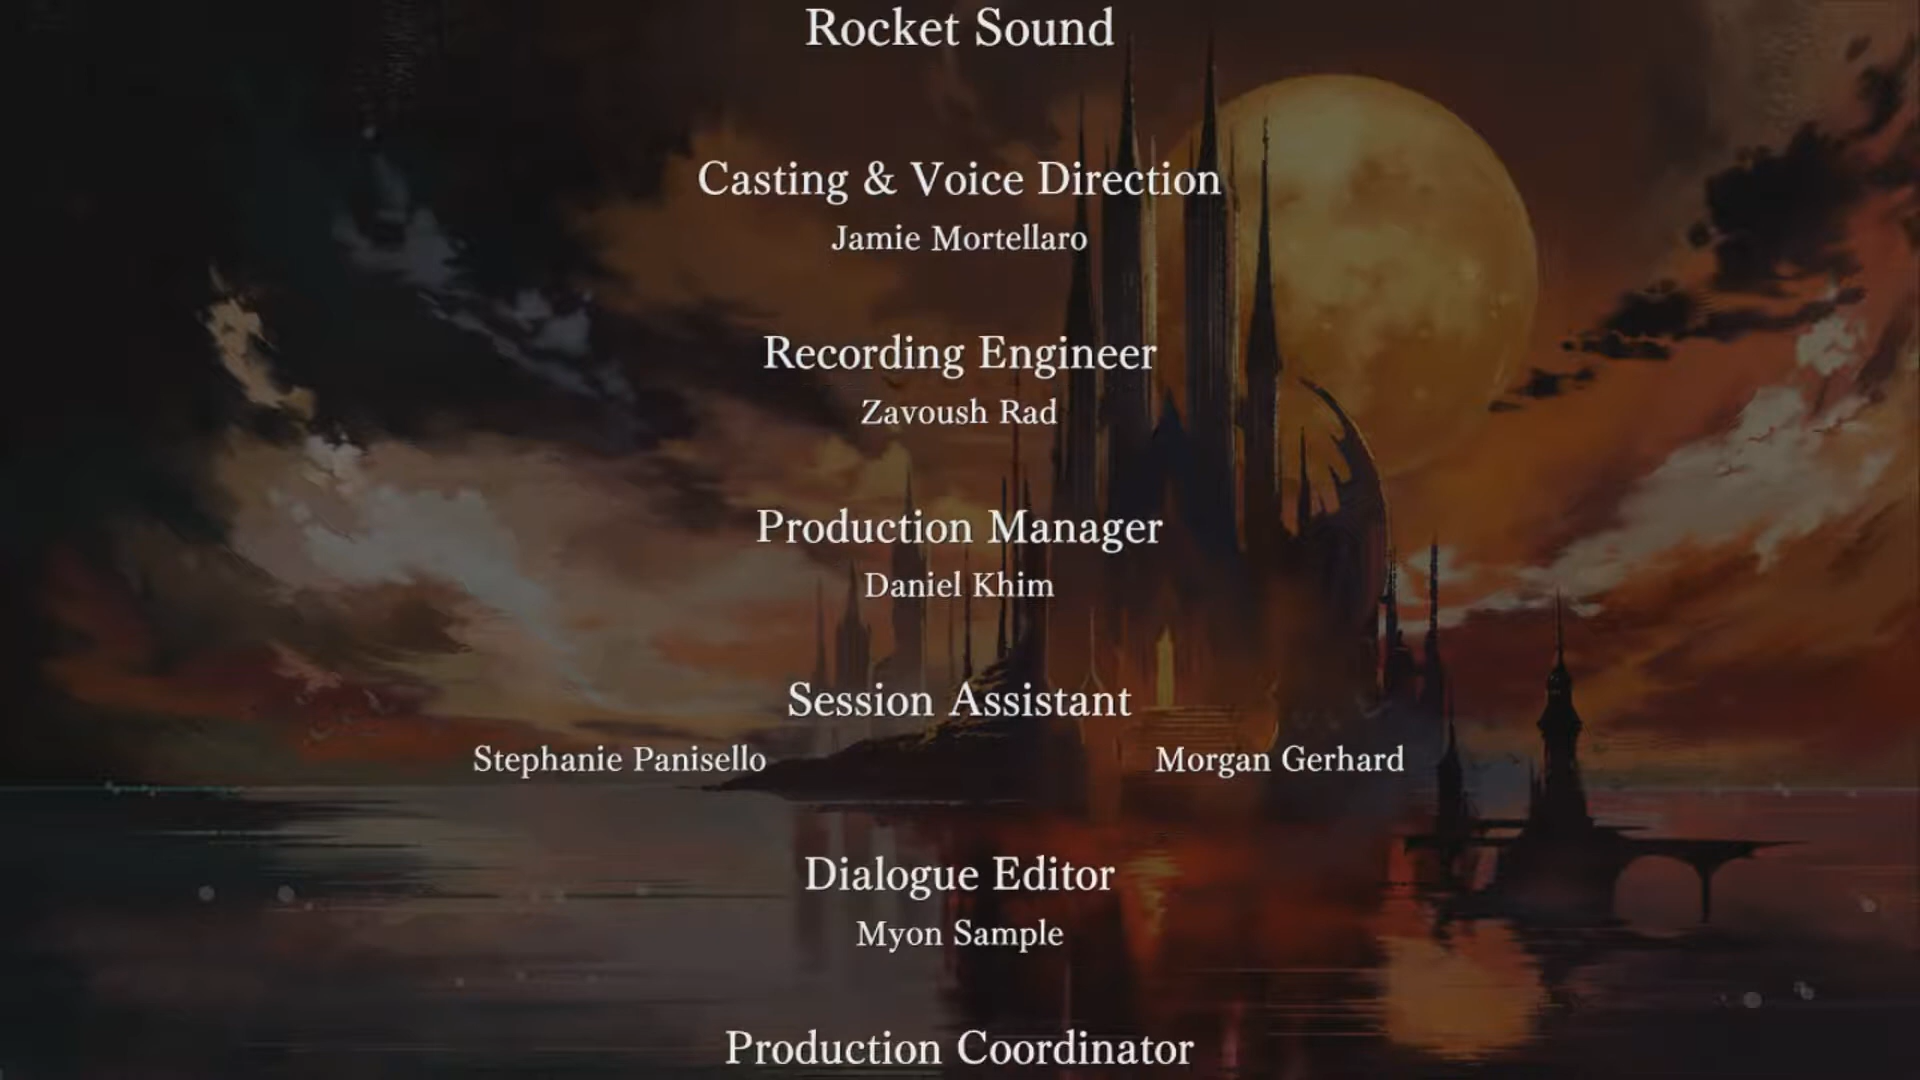 Rocket Sound
Casting & Voice Direction
Jamie Mortellaro
Recording Engineer
Zavoush Rad
Production Manager
Daniel Khim
Session Assistant
Stephanie Panisello Morgan Gerhard
Dialogue Editor
Myon Sample
Production Coordinator